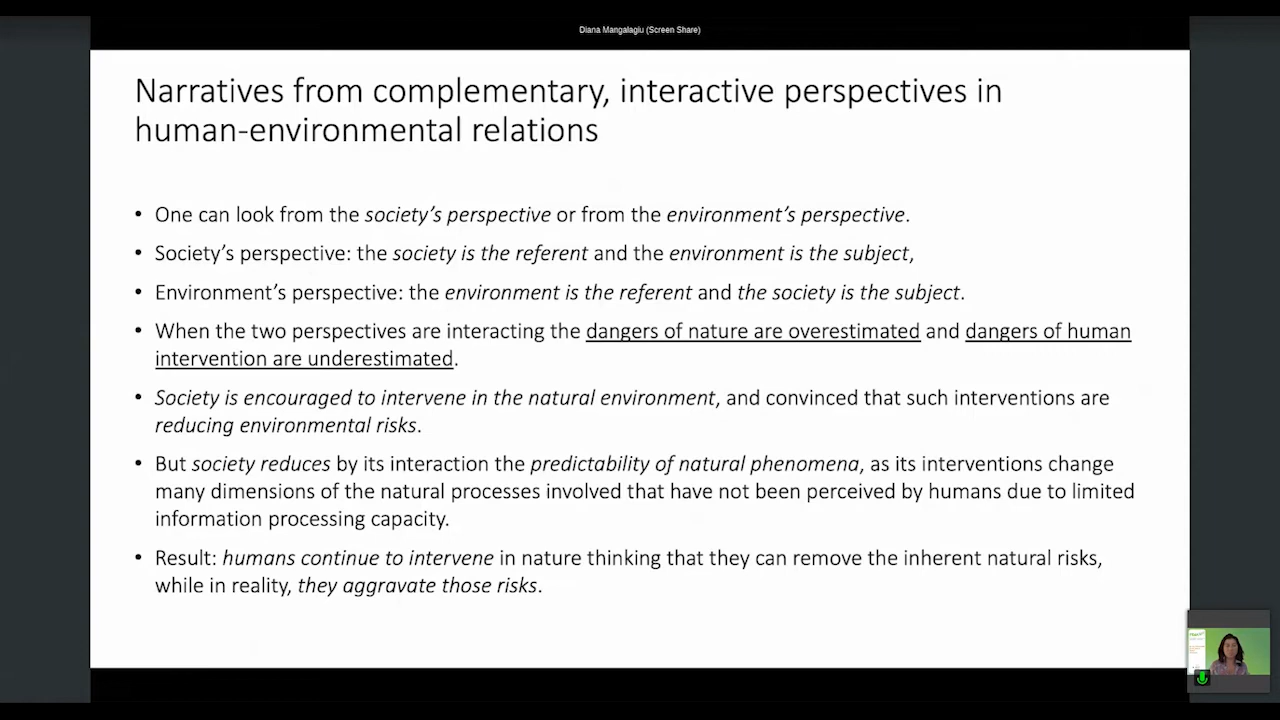 Diana Mangalagiu (Screen Share)
Narratives from complementary, interactive perspectives in
human-environmental relations
• One can look from the society’s perspective or from the environment’s perspective.
• Society’s perspective: the society is the referent and the environment is the subject,
• Environment’s perspective: the environment is the referent and the society is the subject.
• When the two perspectives are interacting the dangers of nature are overestimated and dangers of human
intervention are underestimated.
• Society is encouraged to intervene in the natural environment, and convinced that such interventions are
reducing environmental risks.
• But society reduces by its interaction the predictability of natural phenomena, as its interventions change
many dimensions of the natural processes involved that have not been perceived by humans due to limited
information processing capacity.
• Result: humans continue to intervene in nature thinking that they can remove the inherent natural risks,
while in reality, they aggravate those risks.